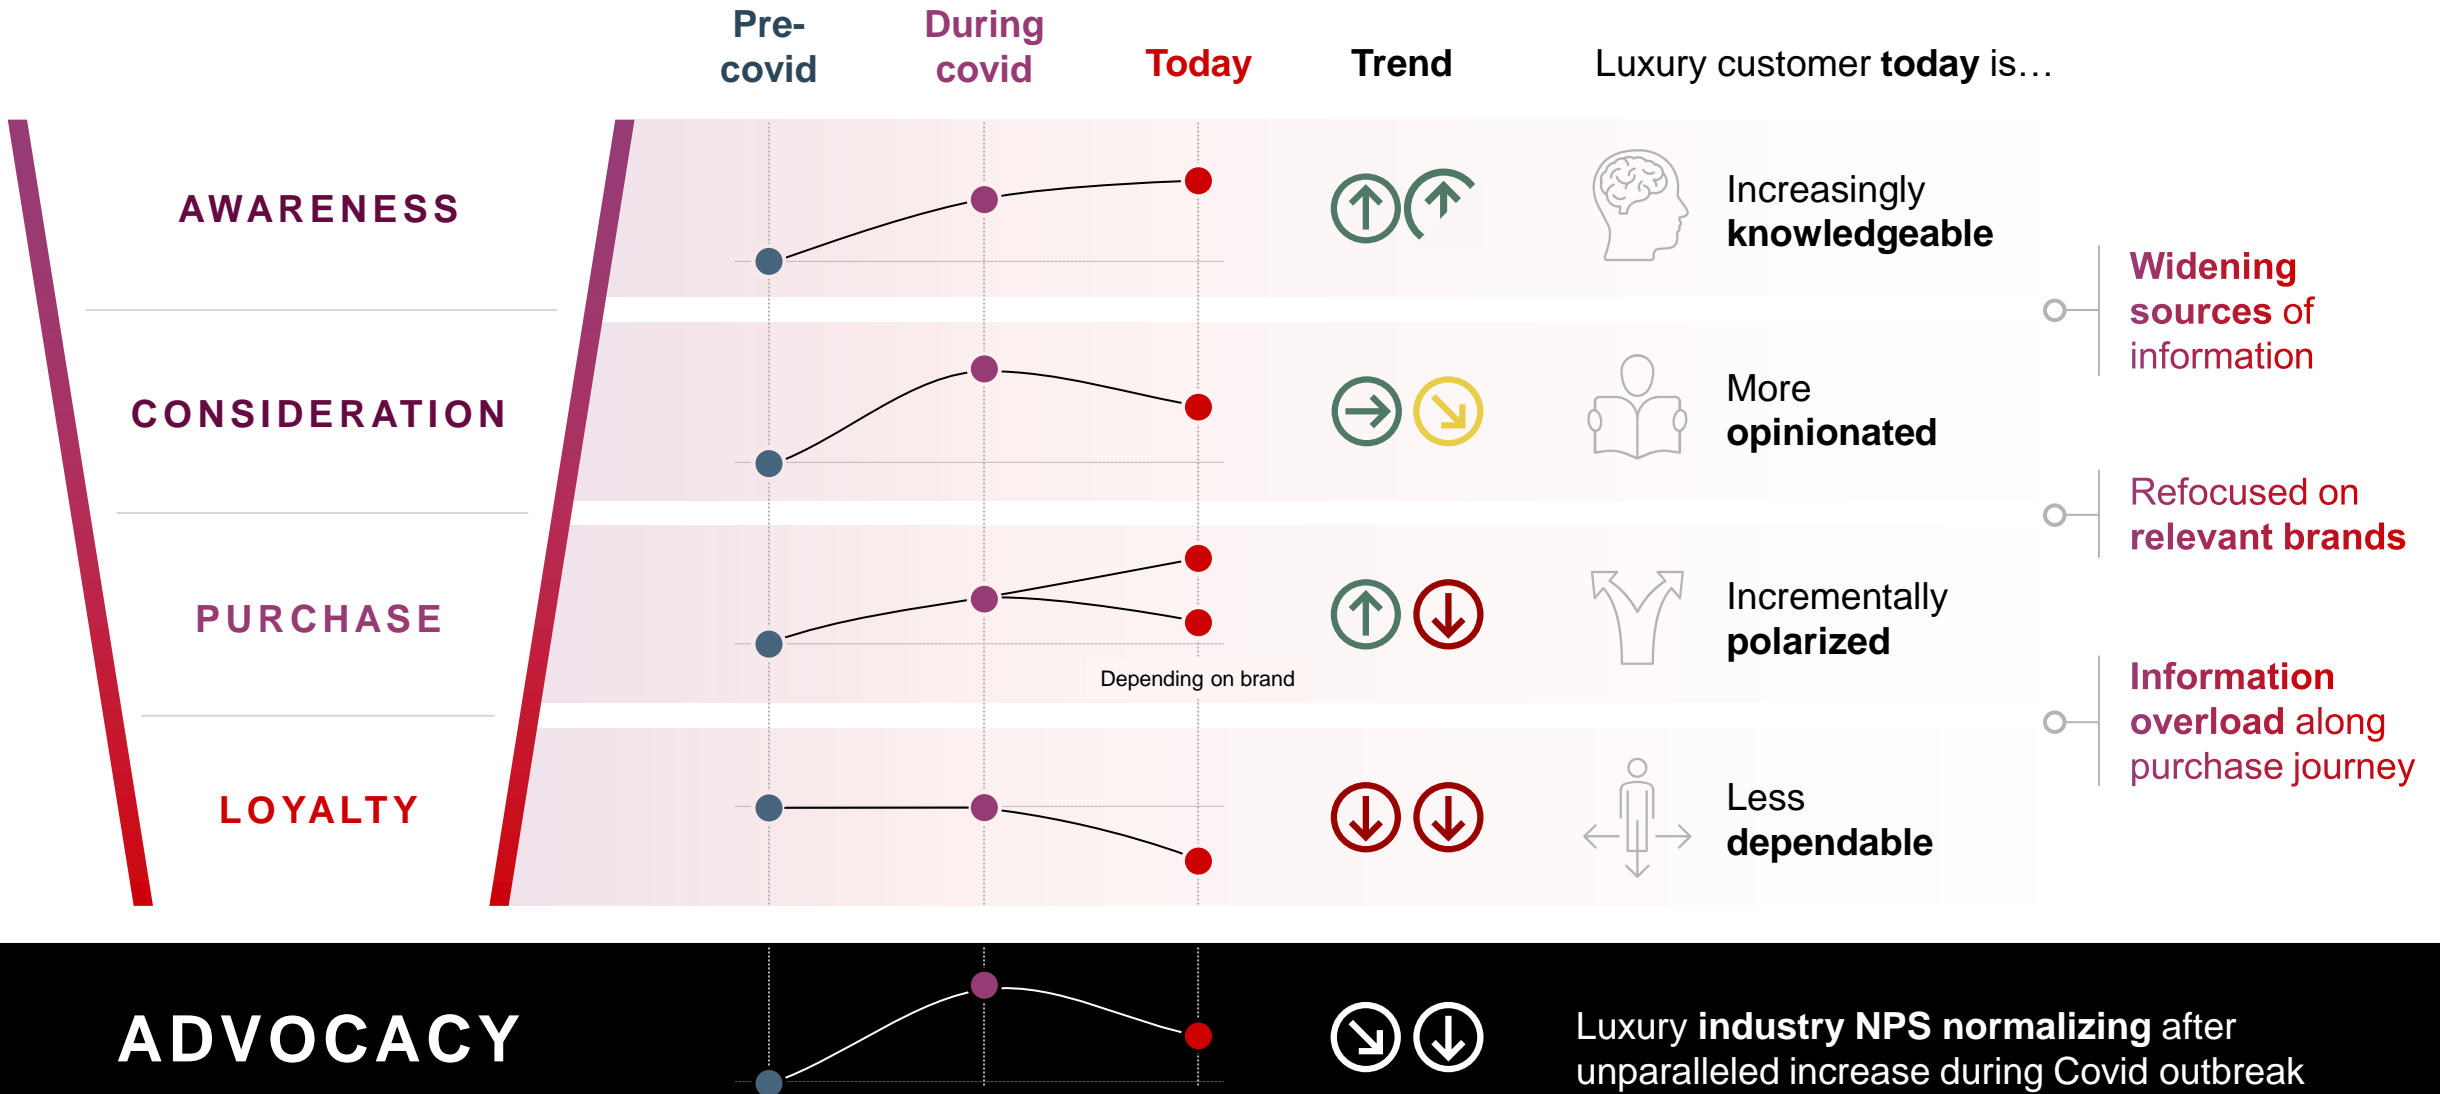 Pre-
covid
During
covid
Today
Trend
Luxury customer today is…
AWARENESS
Increasingly
knowledgeable
Widening
sources of
information
CONSIDERATION
More
opinionated
Refocused on
relevant brands
PURCHASE
Depending on brand
Incrementally
polarized
Information
overload along
purchase journey
LOYALTY
Less
dependable
ADVOCACY
Luxury industry NPS normalizing after
unparalleled increase during Covid outbreak